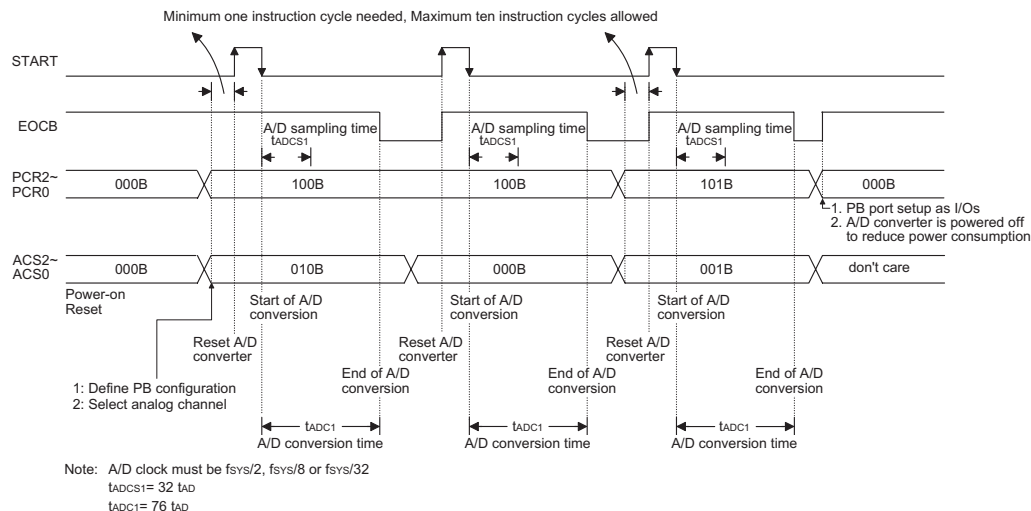 Minimum one instruction cycle needed, Maximum ten instruction cycles allowed
START
EOCB
A/D sampling time
tADCS1
A/D sampling time
tADCS1
A/D sampling time
tADCS1
PCR2~
PCR0
000B
100B
100B
101B
000B
1. PB port setup as I/Os
2. A/D converter is powered off
to reduce power consumption
ACS2~
ACS0
000B
010B
000B
001B
don't care
Power-on
Reset
Start of A/D
conversion
Start of A/D
conversion
Start of A/D
conversion
Reset A/D
converter
Reset A/D
converter
Reset A/D
converter
1: Define PB configuration
2: Select analog channel
End of A/D
conversion
End of A/D
conversion
End of A/D
conversion
tADC1
A/D conversion time
tADC1
A/D conversion time
tADC1
A/D conversion time
Note: A/D clock must be fSYS/2, fSYS/8 or fSYS/32
tADCS1= 32 tAD
tADC1= 76 tAD